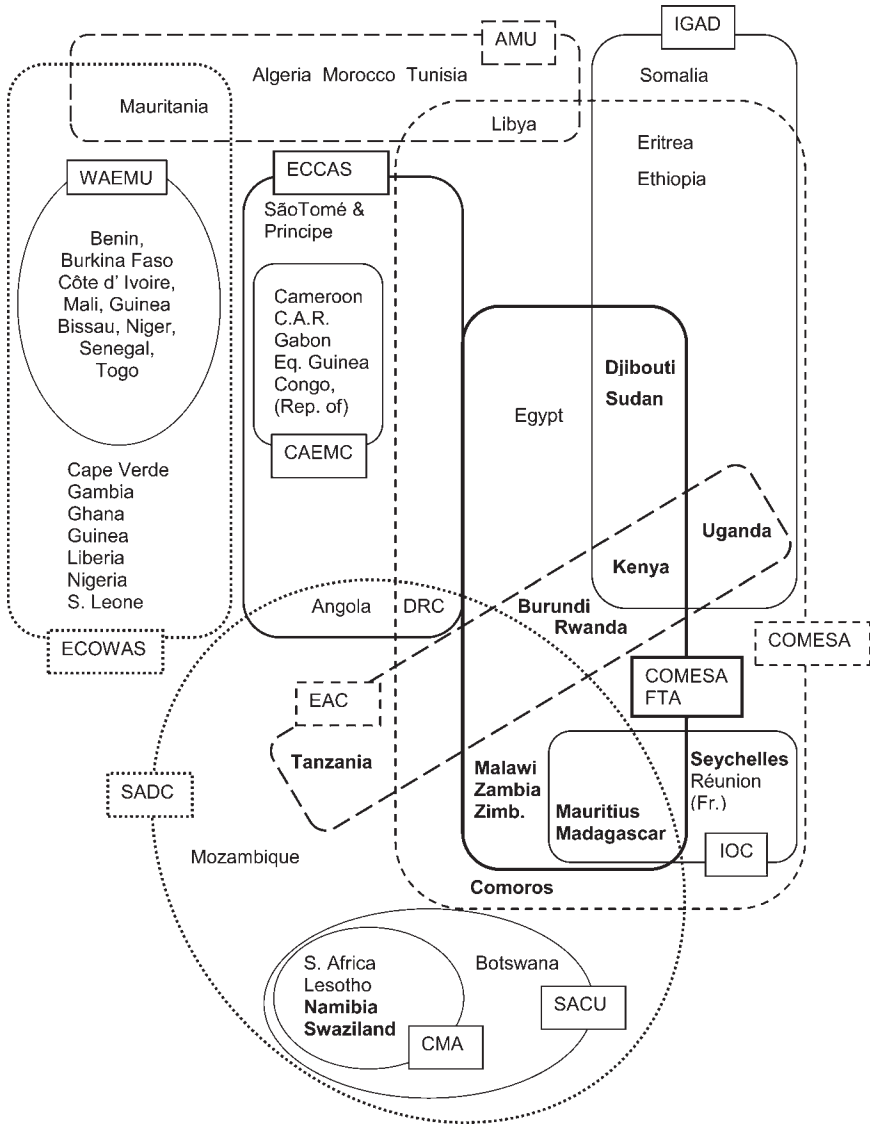 AMU
IGAD
Algeria Morocco Tunisia
Somalia
Mauritania
Libya
Eritrea
Ethiopia
WAEMU
ECCAS
SãoTomé &
Principe
Benin,
Burkina Faso
Côte d' Ivoire,
Mali, Guinea
Bissau, Niger,
Senegal,
Togo
Cameroon
C.A.R.
Gabon
Eq. Guinea
Congo,
(Rep. of)
CAEMC
Djibouti
Sudan
Egypt
Cape Verde
Gambia
Ghana
Guinea
Liberia
Nigeria
S. Leone
ECOWAS
Uganda
Kenya
Angola
DRC
Burundi
Rwanda
COMESA
COMESA
FTA
EAC
Tanzania
SADC
Malawi
Zambia
Zimb.
Seychelles
Réunion
(Fr.)
Mauritius
Madagascar
IOC
Mozambique
Comoros
S. Africa
Lesotho
Namibia
Swaziland
Botswana
SACU
CMA